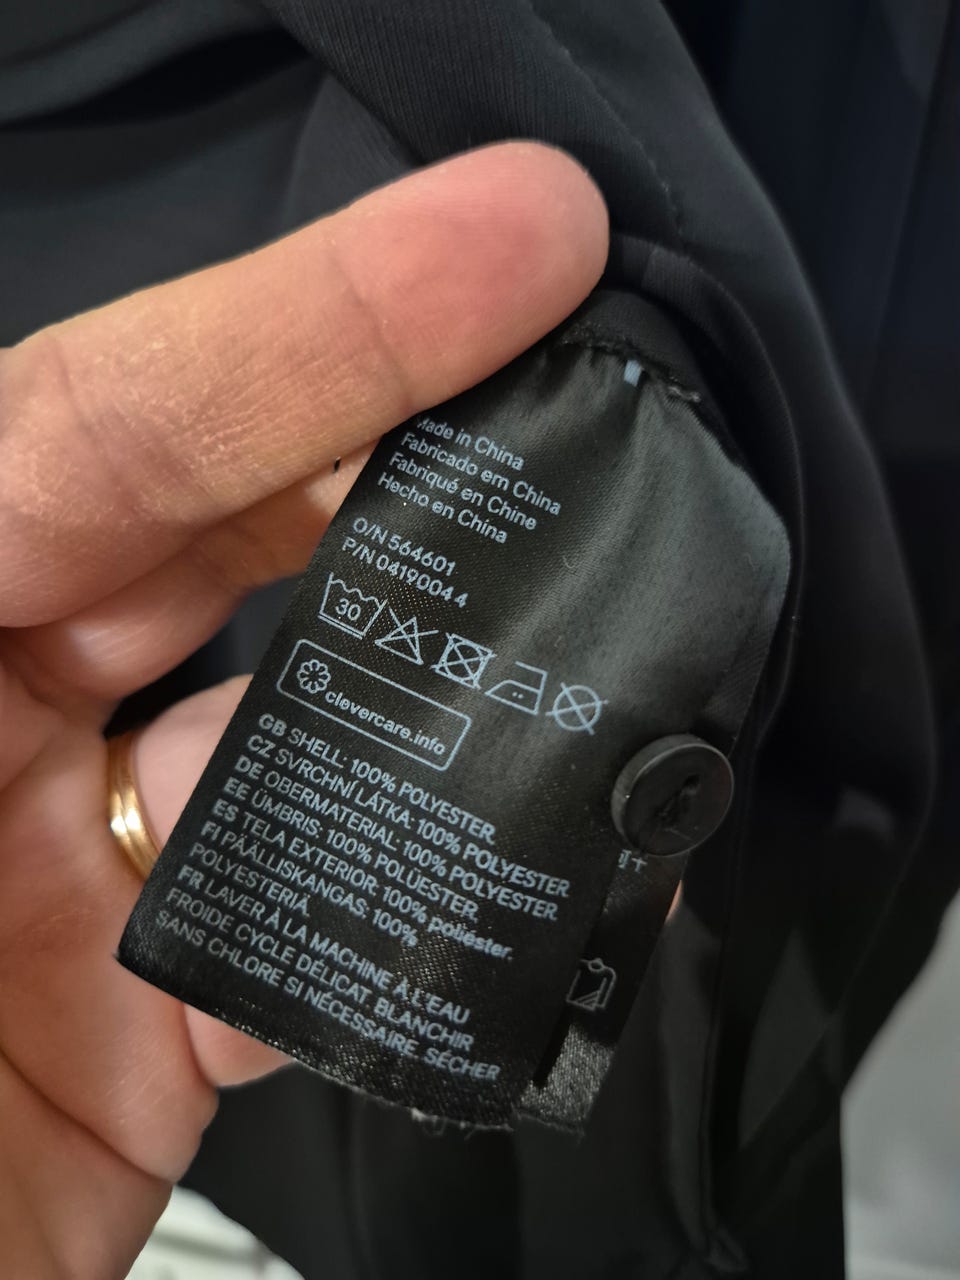 Made in China
Fabricado em China
Fabriqué en Chine
Hecho en China
O/N 564601
P/N 04190044
30
clevercare.info
GB SHELL: 100% POLYESTER
CZ SVRCHNÍ LÁTKA: 100% POLYESTER
DE OBERMATERIAL: 100% POLYESTER
EE ÜMBRIS: 100% POLÜESTER.
ES TELA EXTERIOR: 100% poliéster.
FI PÄÄLLISKANGAS: 100%
POLYESTERIÄ.
FR LAVER À LA MACHINE À L'EAU
FROIDE CYCLE DÉLICAT. BLANCHIR
SANS CHLORE SI NÉCESSAIRE. SÉCHER